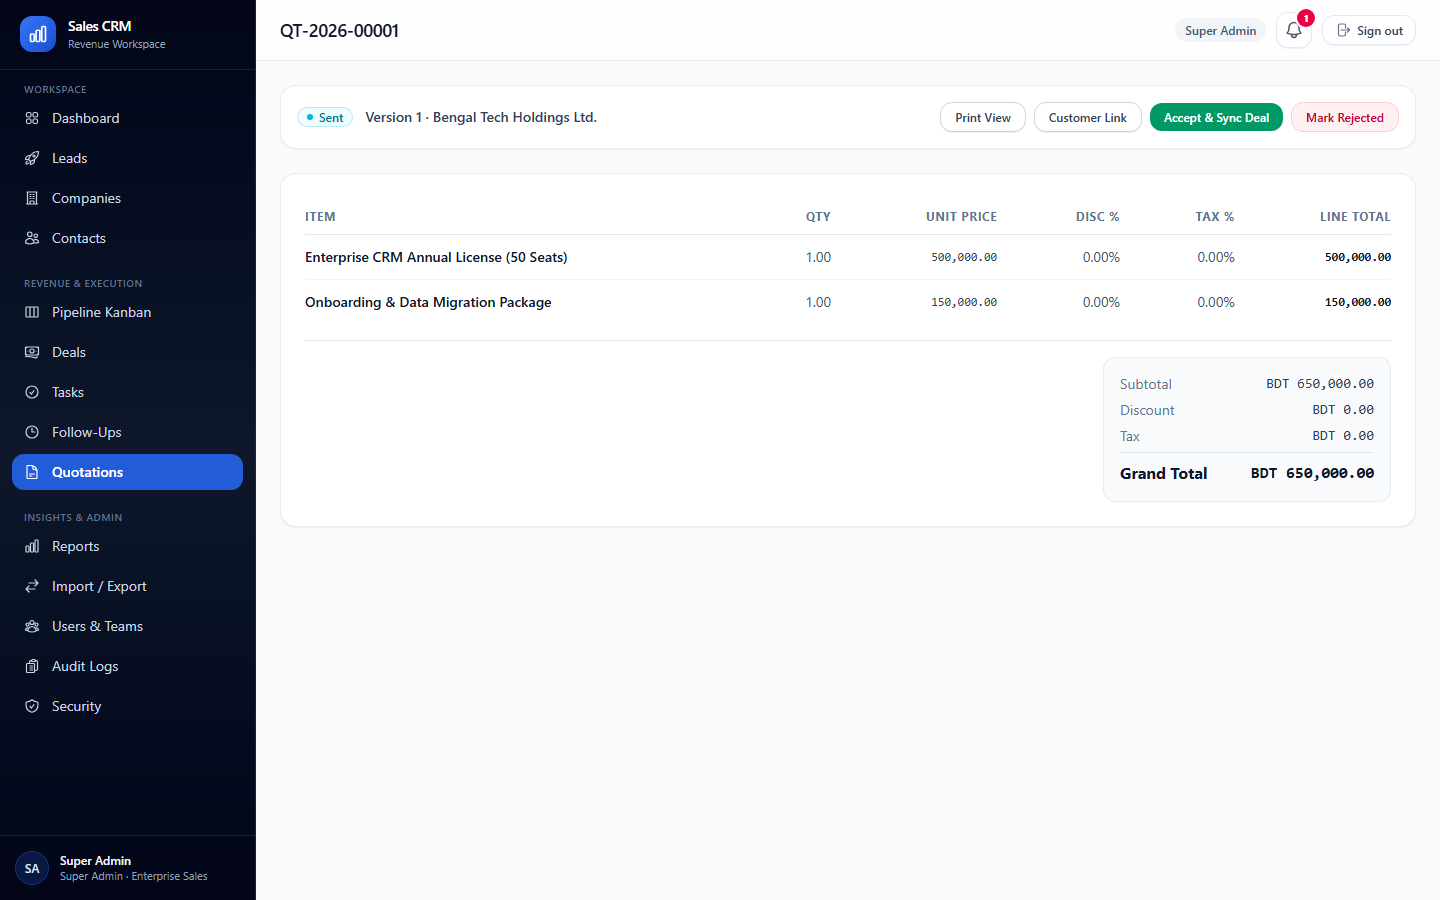 Sales CRM
Revenue Workspace
WORKSPACE
Dashboard
Leads
Companies
Contacts
REVENUE & EXECUTION
Pipeline Kanban
Deals
Tasks
Follow-Ups
Quotations
INSIGHTS & ADMIN
Reports
Import / Export
Users & Teams
Audit Logs
Security
SA
Super Admin
Super Admin · Enterprise Sales
QT-2026-00001
Super Admin
1
Sign out
Sent
Version 1 · Bengal Tech Holdings Ltd.
Print View
Customer Link
Accept & Sync Deal
Mark Rejected
ITEM QTY UNIT PRICE DISC % TAX % LINE TOTAL
Enterprise CRM Annual License (50 Seats) 1.00 500,000.00 0.00% 0.00% 500,000.00
Onboarding & Data Migration Package 1.00 150,000.00 0.00% 0.00% 150,000.00
Subtotal BDT 650,000.00
Discount BDT 0.00
Tax BDT 0.00
Grand Total BDT 650,000.00